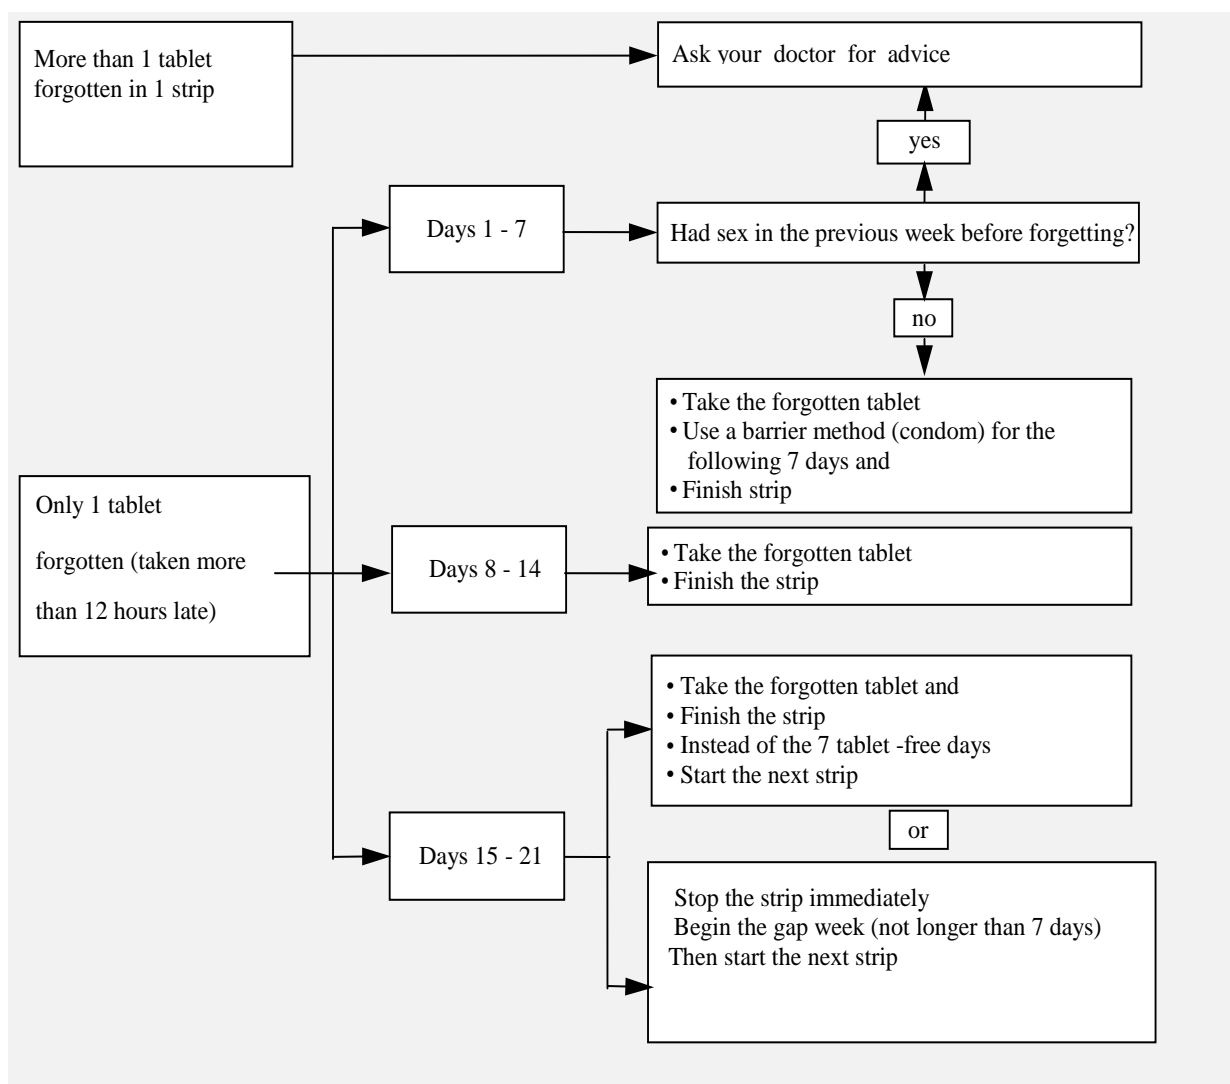 More than 1 tablet
forgotten in 1 strip
Ask your doctor for advice
yes
Days 1 - 7
Had sex in the previous week before forgetting?
no
• Take the forgotten tablet
• Use a barrier method (condom) for the
following 7 days and
• Finish strip
Only 1 tablet
forgotten (taken more
than 12 hours late)
Days 8 - 14
• Take the forgotten tablet
• Finish the strip
• Take the forgotten tablet and
• Finish the strip
• Instead of the 7 tablet -free days
• Start the next strip
or
Days 15 - 21
Stop the strip immediately
Begin the gap week (not longer than 7 days)
Then start the next strip